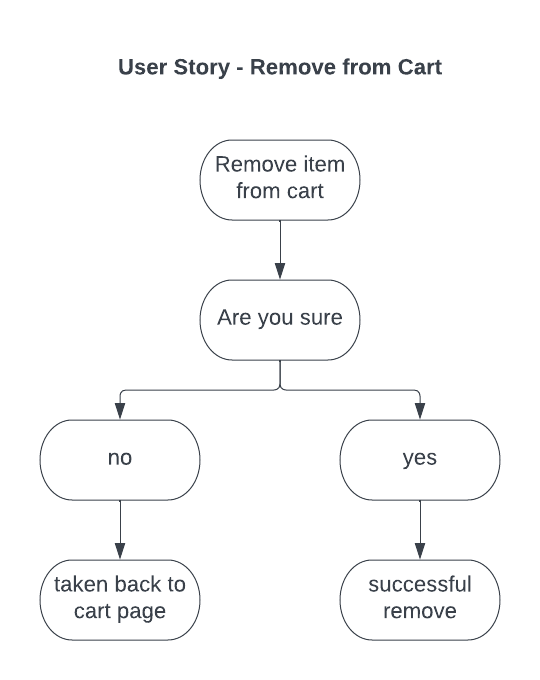 User Story - Remove from Cart
Remove item
from cart
Are you sure
no
yes
taken back to
cart page
successful
remove